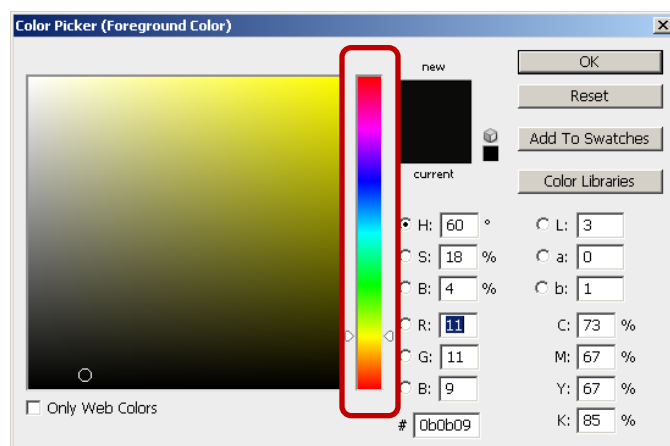 Color Picker (Foreground Color)
new
current
OK
Reset
Add To Swatches
Color Libraries
H: 60 °
S: 18 %
B: 4 %
R: 11
G: 11
B: 9
# 0b0b09
L: 3
a: 0
b: 1
C: 73 %
M: 67 %
Y: 67 %
K: 85 %
Only Web Colors